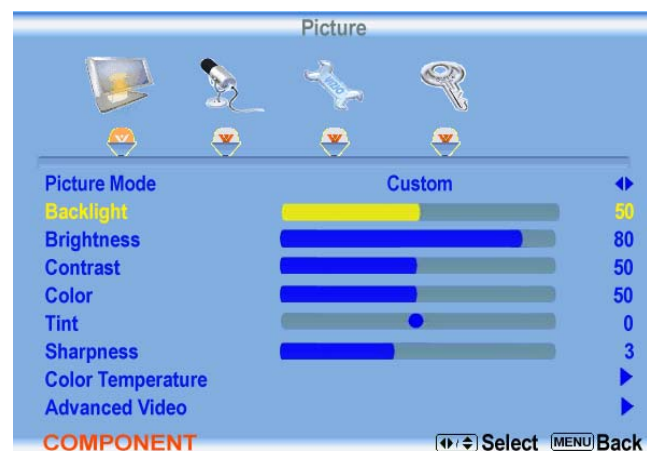 Picture
VIZIO
Picture Mode Custom
Backlight 50
Brightness 80
Contrast 50
Color 50
Tint 0
Sharpness 3
Color Temperature
Advanced Video
COMPONENT Select MENU Back